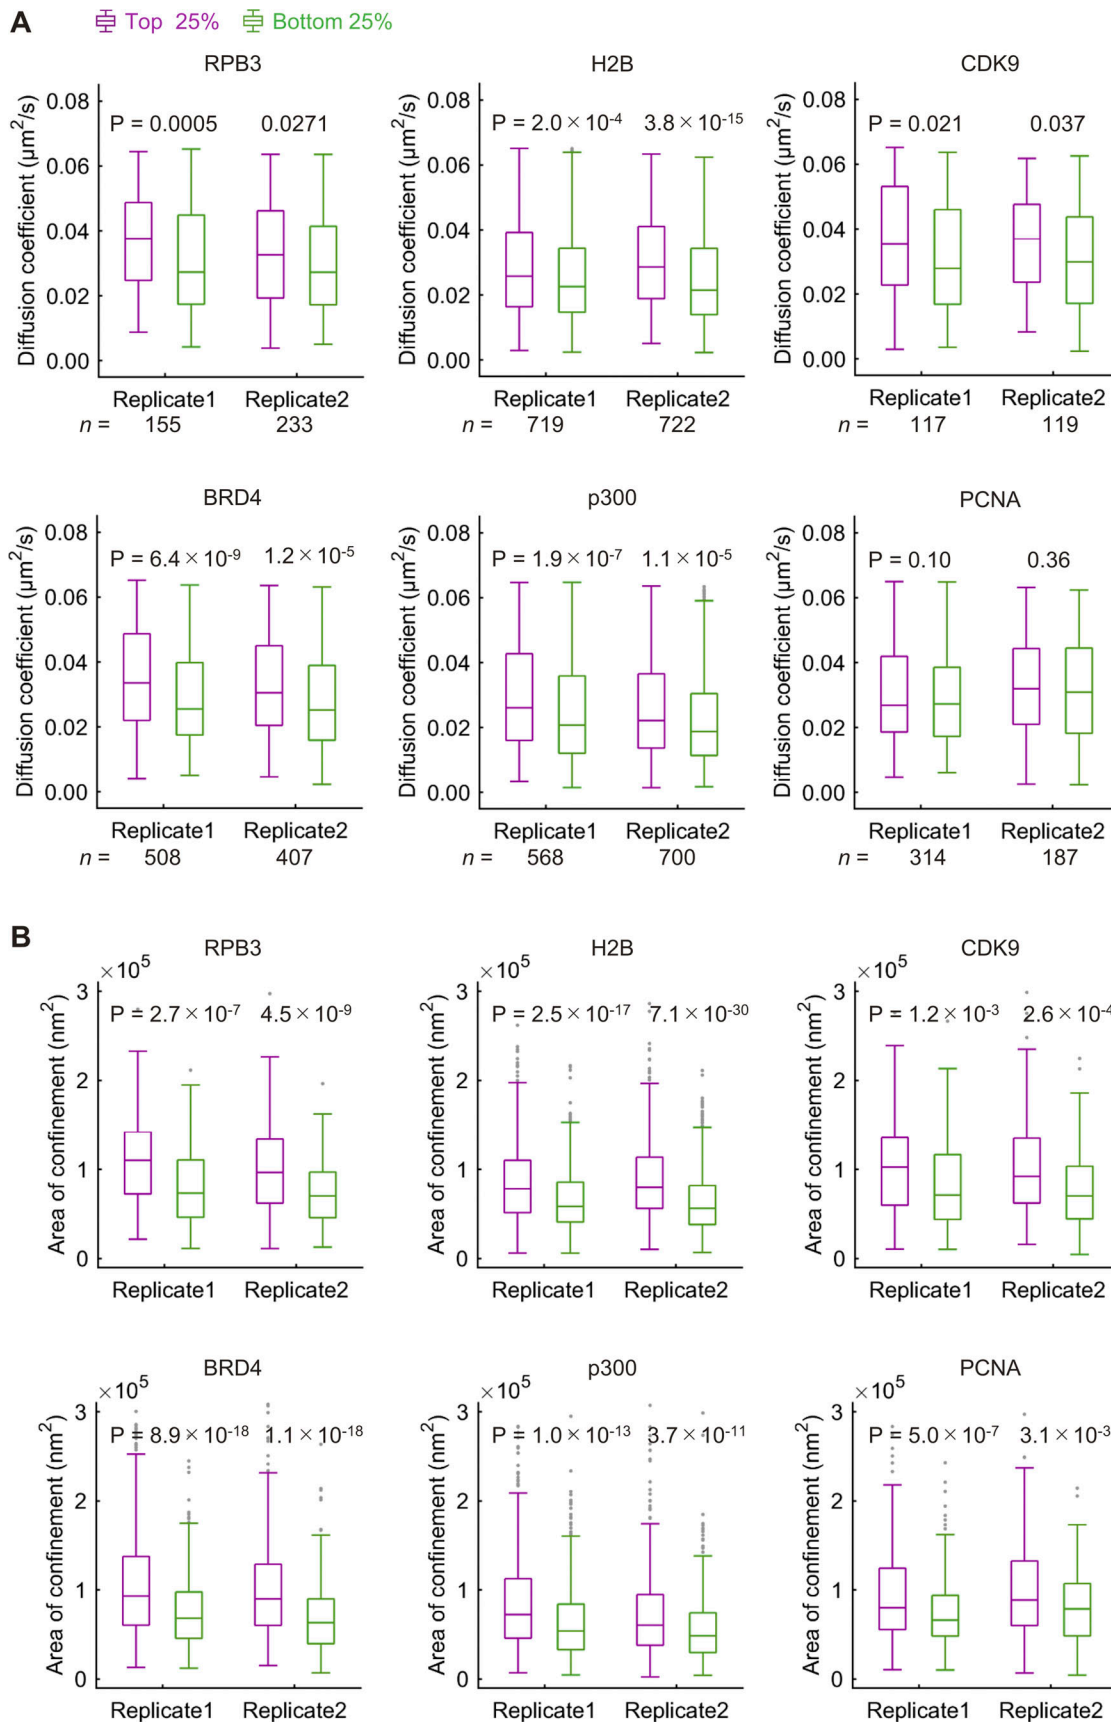 A
Top 25% Bottom 25%
RPB3 H2B CDK9
Diffusion coefficient (μm²/s) 0.08 0.06 0.04 0.02 0.00 P = 0.0005 0.0271
Replicate1 Replicate2
n = 155 233
Diffusion coefficient (μm²/s) 0.08 0.06 0.04 0.02 0.00 P = 2.0 × 10⁻⁴ 3.8 × 10⁻¹⁵
Replicate1 Replicate2
n = 719 722
Diffusion coefficient (μm²/s) 0.08 0.06 0.04 0.02 0.00 P = 0.021 0.037
Replicate1 Replicate2
n = 117 119
BRD4 p300 PCNA
Diffusion coefficient (μm²/s) 0.08 0.06 0.04 0.02 0.00 P = 6.4 × 10⁻⁹ 1.2 × 10⁻⁵
Replicate1 Replicate2
n = 508 407
Diffusion coefficient (μm²/s) 0.08 0.06 0.04 0.02 0.00 P = 1.9 × 10⁻⁷ 1.1 × 10⁻⁵
Replicate1 Replicate2
n = 568 700
Diffusion coefficient (μm²/s) 0.08 0.06 0.04 0.02 0.00 P = 0.10 0.36
Replicate1 Replicate2
n = 314 187
B
RPB3 H2B CDK9
×10⁵
Area of confinement (nm²) 3 2 1 0 P = 2.7 × 10⁻⁷ 4.5 × 10⁻⁹
Replicate1 Replicate2
×10⁵
Area of confinement (nm²) 3 2 1 0 P = 2.5 × 10⁻¹⁷ 7.1 × 10⁻³⁰
Replicate1 Replicate2
×10⁵
Area of confinement (nm²) 3 2 1 0 P = 1.2 × 10⁻³ 2.6 × 10⁻⁴
Replicate1 Replicate2
BRD4 p300 PCNA
×10⁵
Area of confinement (nm²) 3 2 1 0 P = 8.9 × 10⁻¹⁸ 1.1 × 10⁻¹⁸
Replicate1 Replicate2
×10⁵
Area of confinement (nm²) 3 2 1 0 P = 1.0 × 10⁻¹³ 3.7 × 10⁻¹¹
Replicate1 Replicate2
×10⁵
Area of confinement (nm²) 3 2 1 0 P = 5.0 × 10⁻⁷ 3.1 × 10⁻³
Replicate1 Replicate2